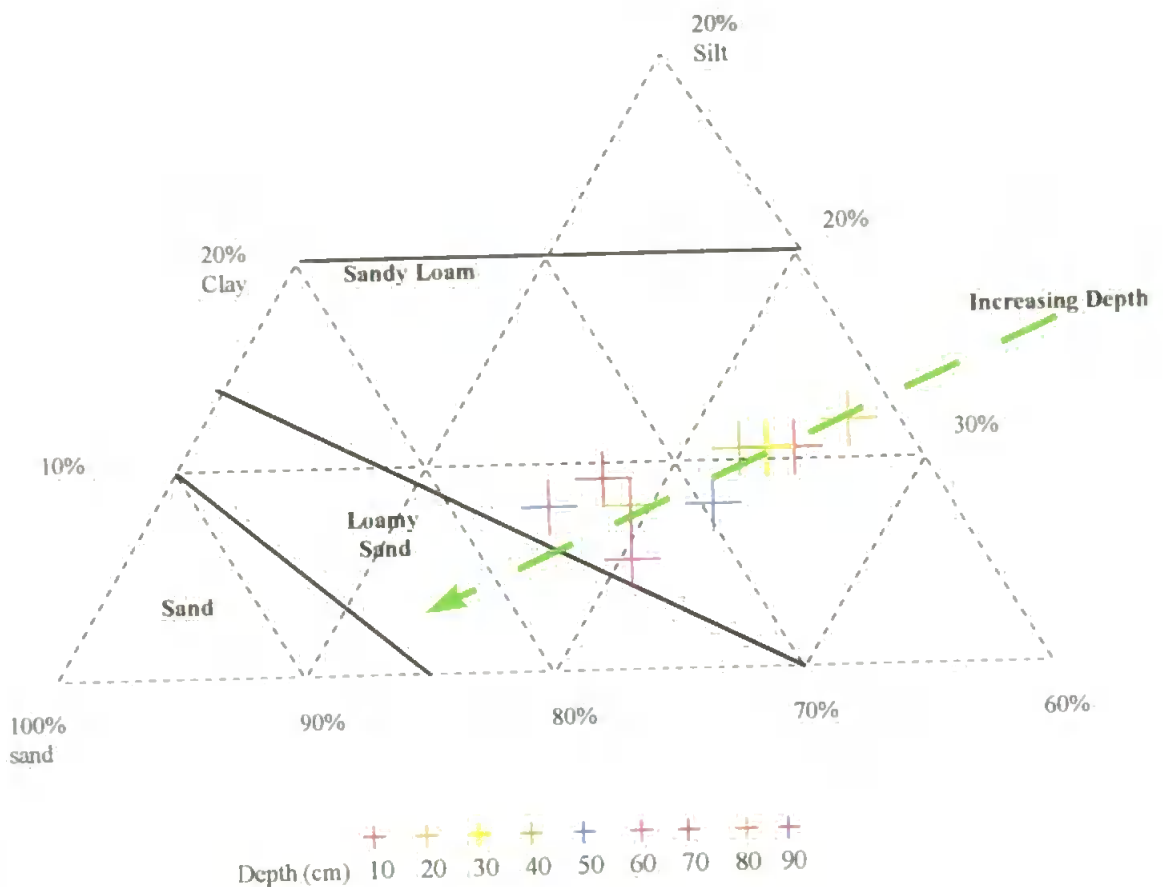 20%
Silt
20%
20%
Clay
Sandy Loam
Increasing Depth
30%
10%
Loamy
Sand
Sand
100%
sand
90%
80%
70%
60%
Depth (cm) 10 20 30 40 50 60 70 80 90